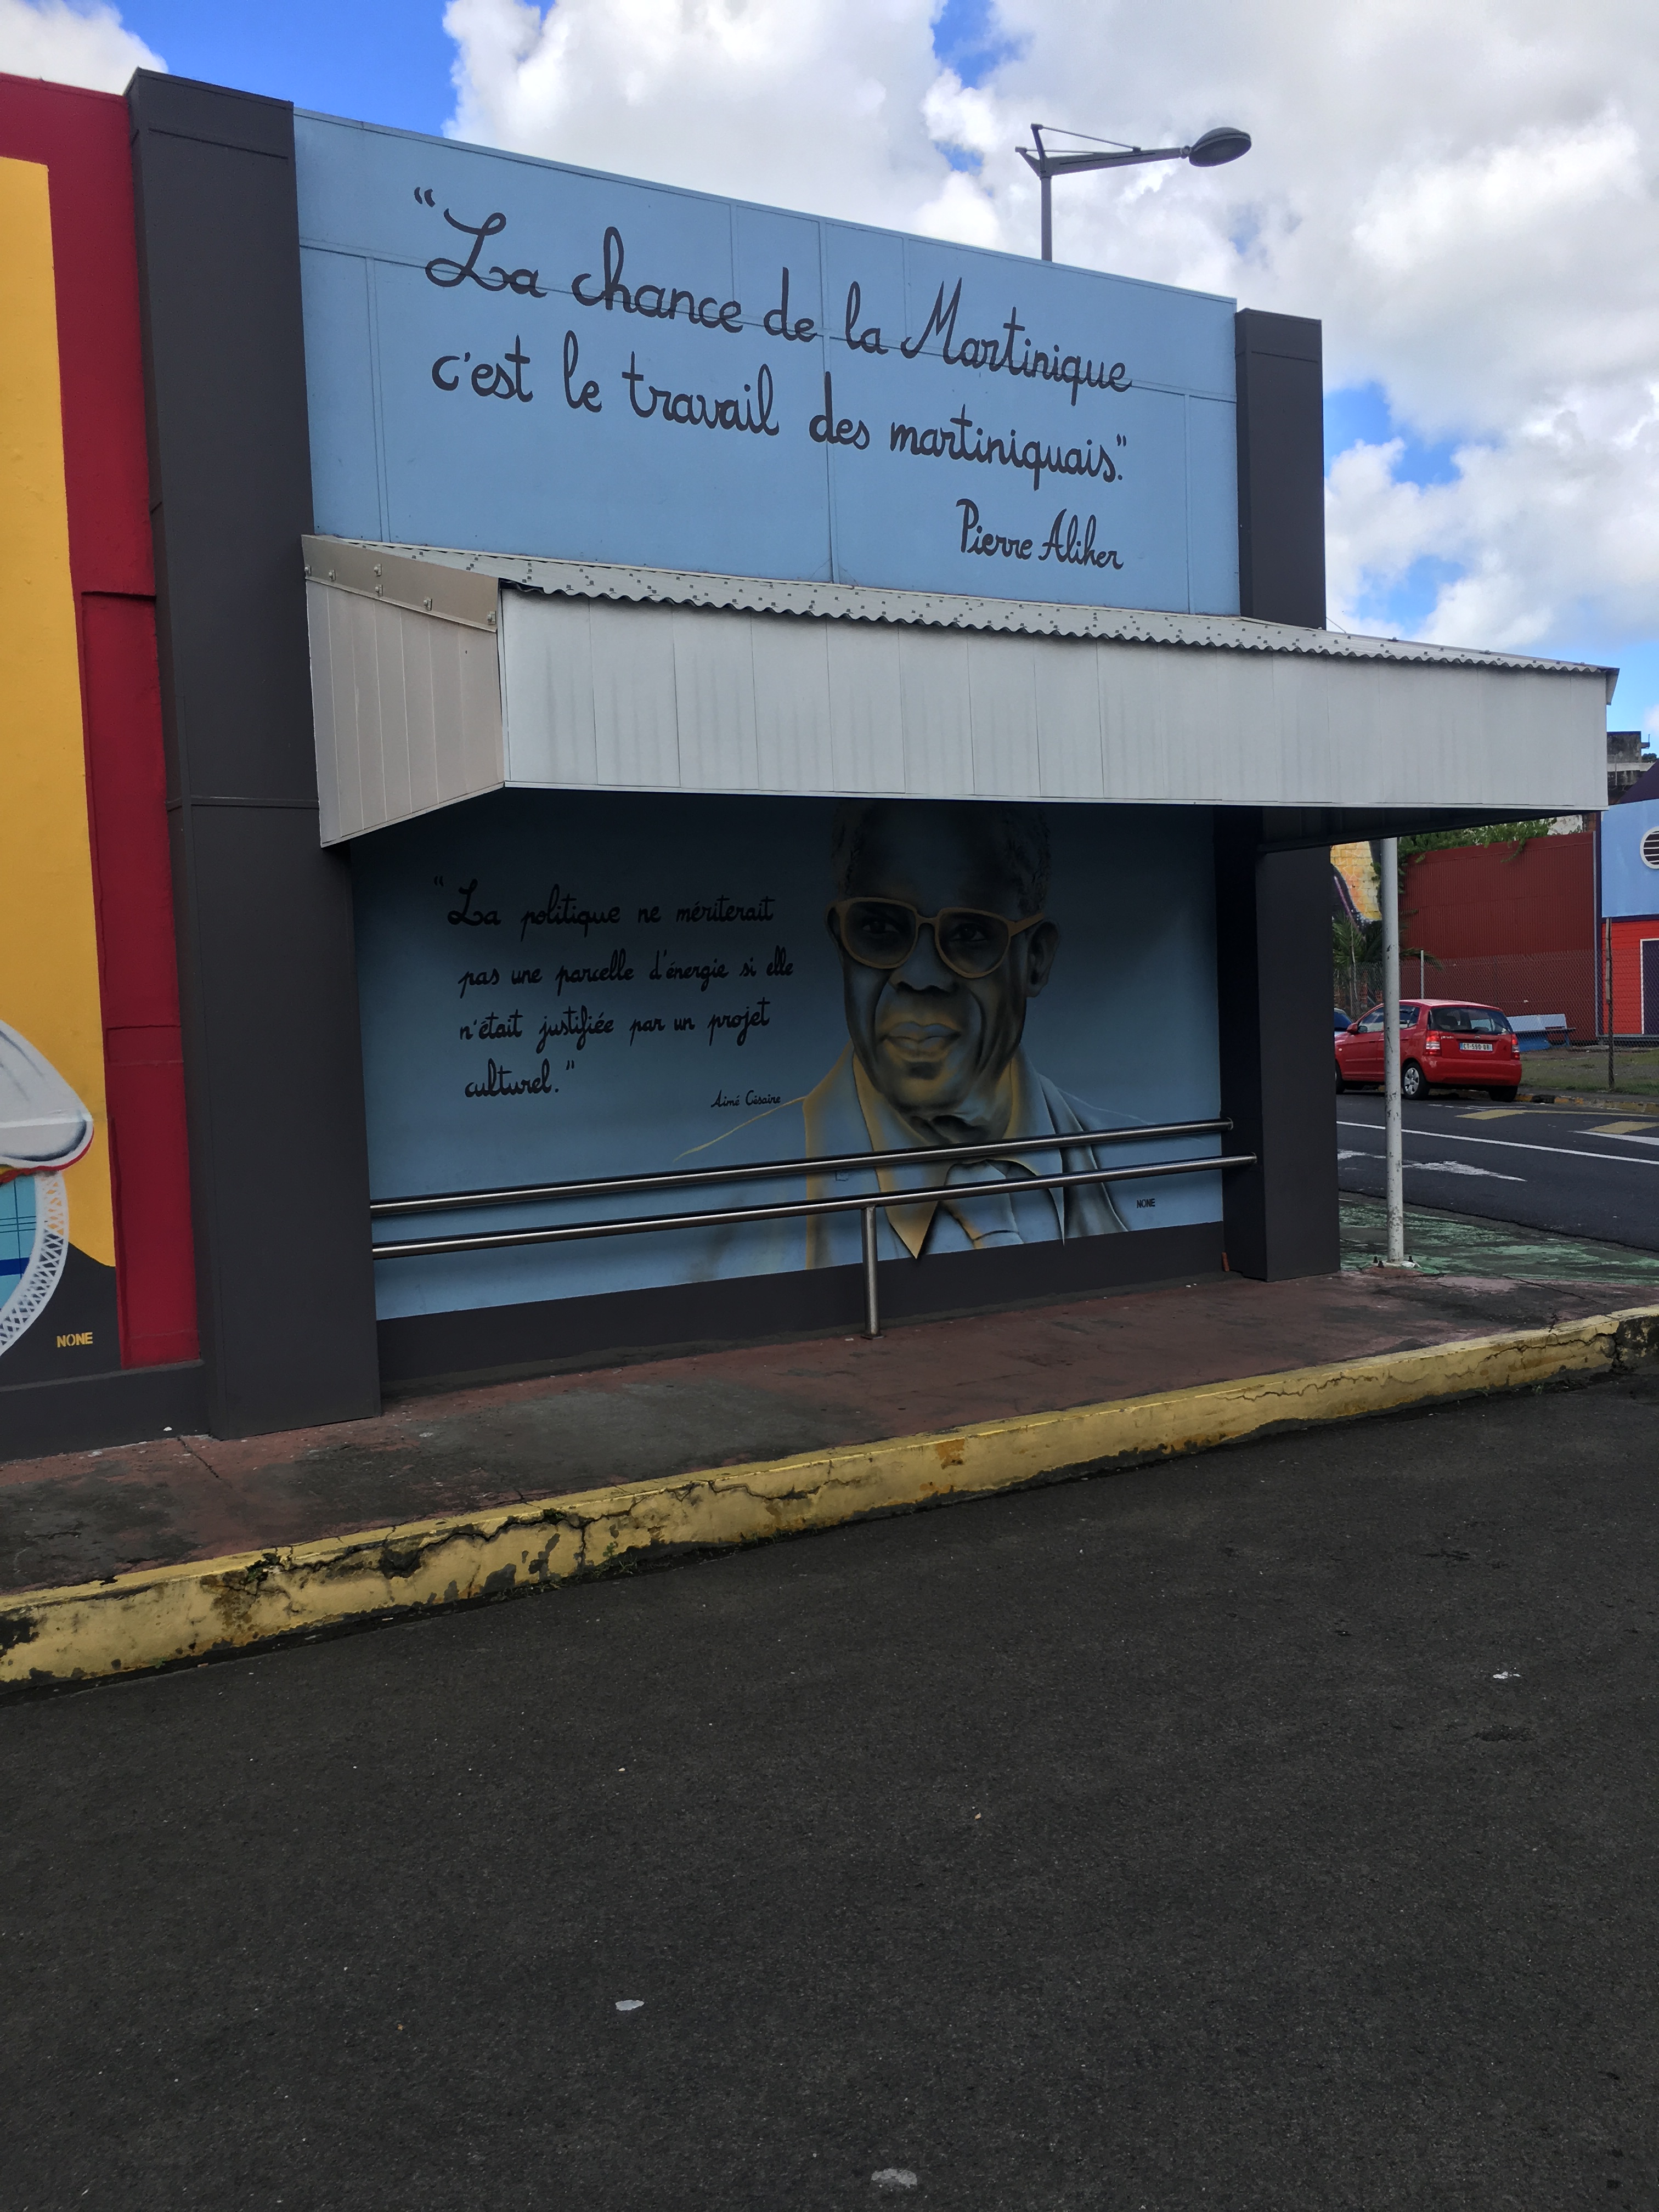 "La chance de la Martinique
c'est le travail des martiniquais."
Pierre Aliher
"La politique ne mériterait
pas une parcelle d'énergie si elle
n'était justifiée par un projet
culturel."
Aimé Césaire
NONE
NONE